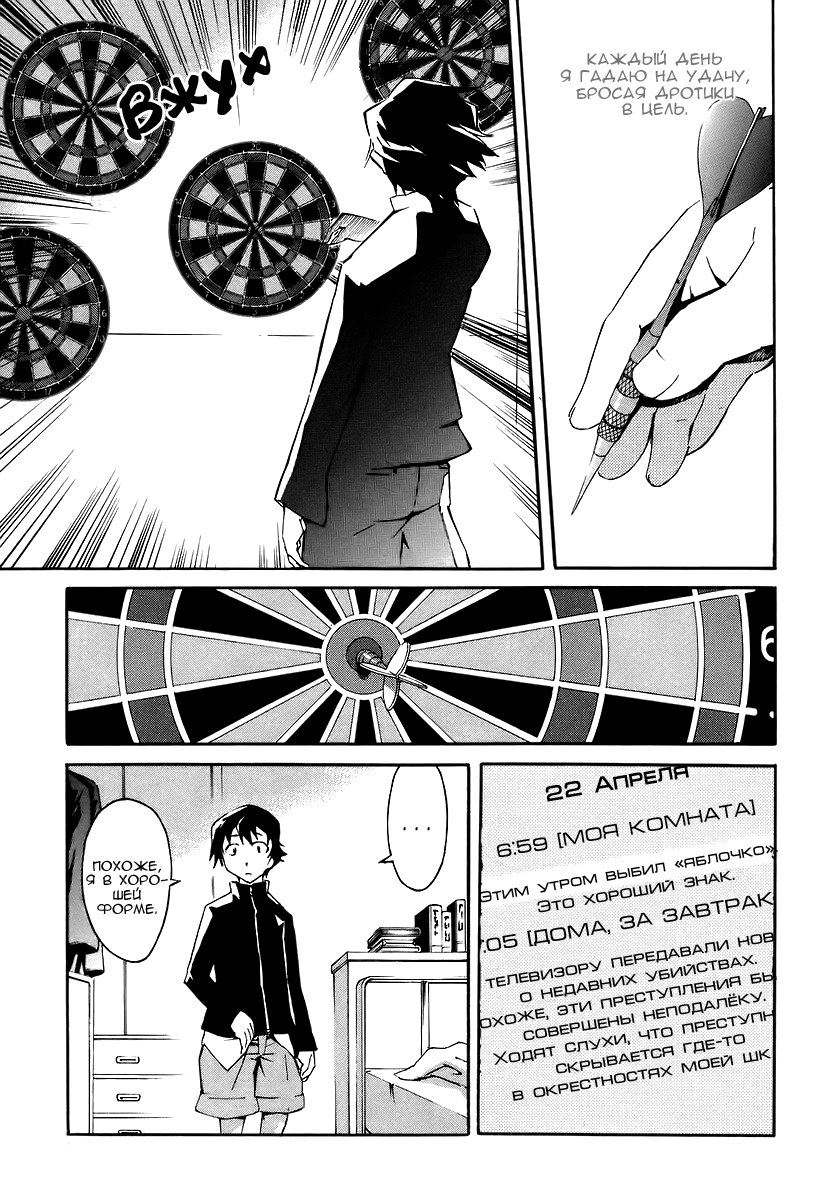 КАЖДЫЙ ДЕНЬ
Я ГАДАЮ НА УДАЧУ,
БРОСАЯ ДРОТИКИ
В ЦЕЛЬ.
ВЖУХ
6
...
ПОХОЖЕ,
Я В ХОРО-
ШЕЙ
ФОРМЕ.
22 АПРЕЛЯ
6:59 [МОЯ КОМНАТА]
ЭТИМ УТРОМ ВЫБИЛ «ЯБЛОЧКО»
ЭТО ХОРОШИЙ ЗНАК.
:05 [ДОМА, ЗА ЗАВТРАК
ТЕЛЕВИЗОРУ ПЕРЕДАВАЛИ НОВ
О НЕДАВНИХ УБИЙСТВАХ.
ОХОЖЕ, ЭТИ ПРЕСТУПЛЕНИЯ БЫ
СОВЕРШЕНЫ НЕПОДАЛЁКУ.
ХОДЯТ СЛУХИ, ЧТО ПРЕСТУПН
СКРЫВАЕТСЯ ГДЕ-ТО
В ОКРЕСТНОСТЯХ МОЕЙ ШК